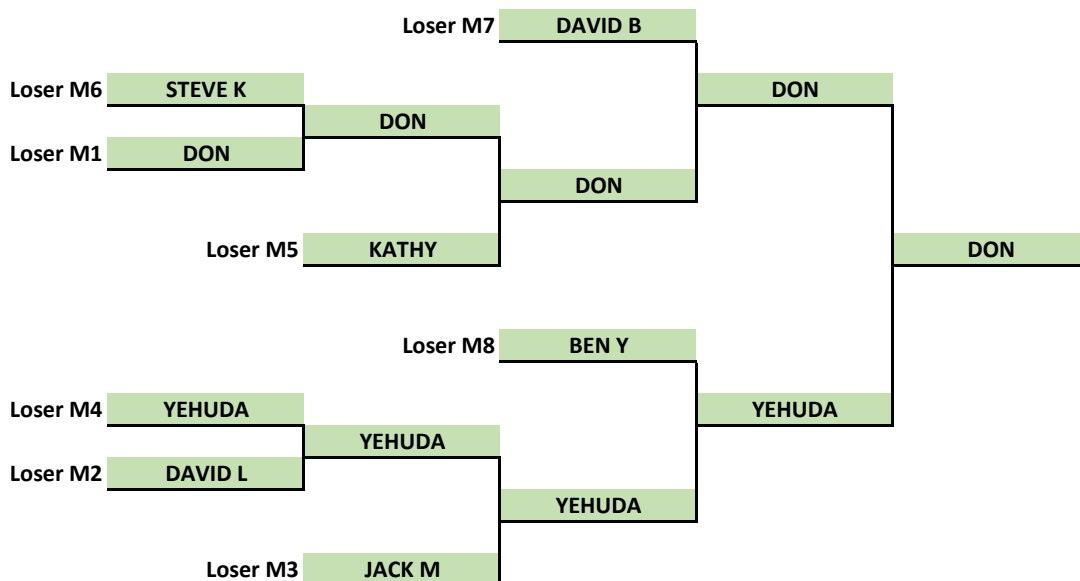 Loser M7 DAVID B
Loser M6 STEVE K DON
DON
Loser M1 DON
DON
Loser M5 KATHY DON
Loser M8 BEN Y
Loser M4 YEHUDA YEHUDA
YEHUDA
Loser M2 DAVID L
YEHUDA
Loser M3 JACK M